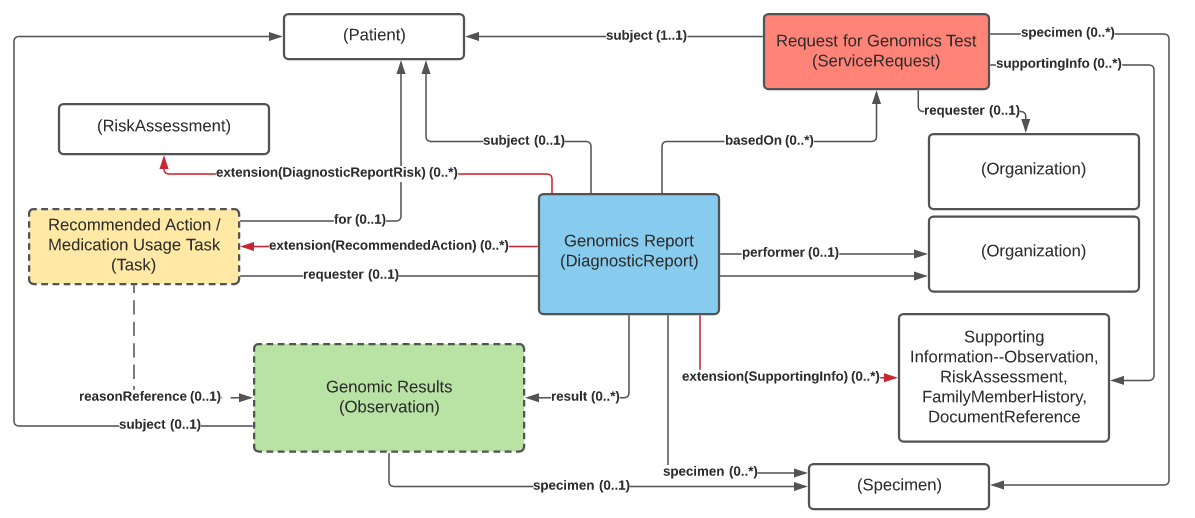 (Patient)
subject (1..1)
Request for Genomics Test
(ServiceRequest)
specimen (0..*)
supportingInfo (0..*)
requester (0..1)
(RiskAssessment)
subject (0..1)
basedOn (0..*)
(Organization)
extension(DiagnosticReportRisk) (0..*)
Recommended Action /
Medication Usage Task
(Task)
for (0..1)
extension(RecommendedAction) (0..*)
requester (0..1)
Genomics Report
(DiagnosticReport)
performer (0..1)
(Organization)
Supporting
Information--Observation,
RiskAssessment,
FamilyMemberHistory,
DocumentReference
extension(SupportingInfo) (0..*)
Genomic Results
(Observation)
reasonReference (0..1)
result (0..*)
subject (0..1)
specimen (0..*)
specimen (0..1)
(Specimen)